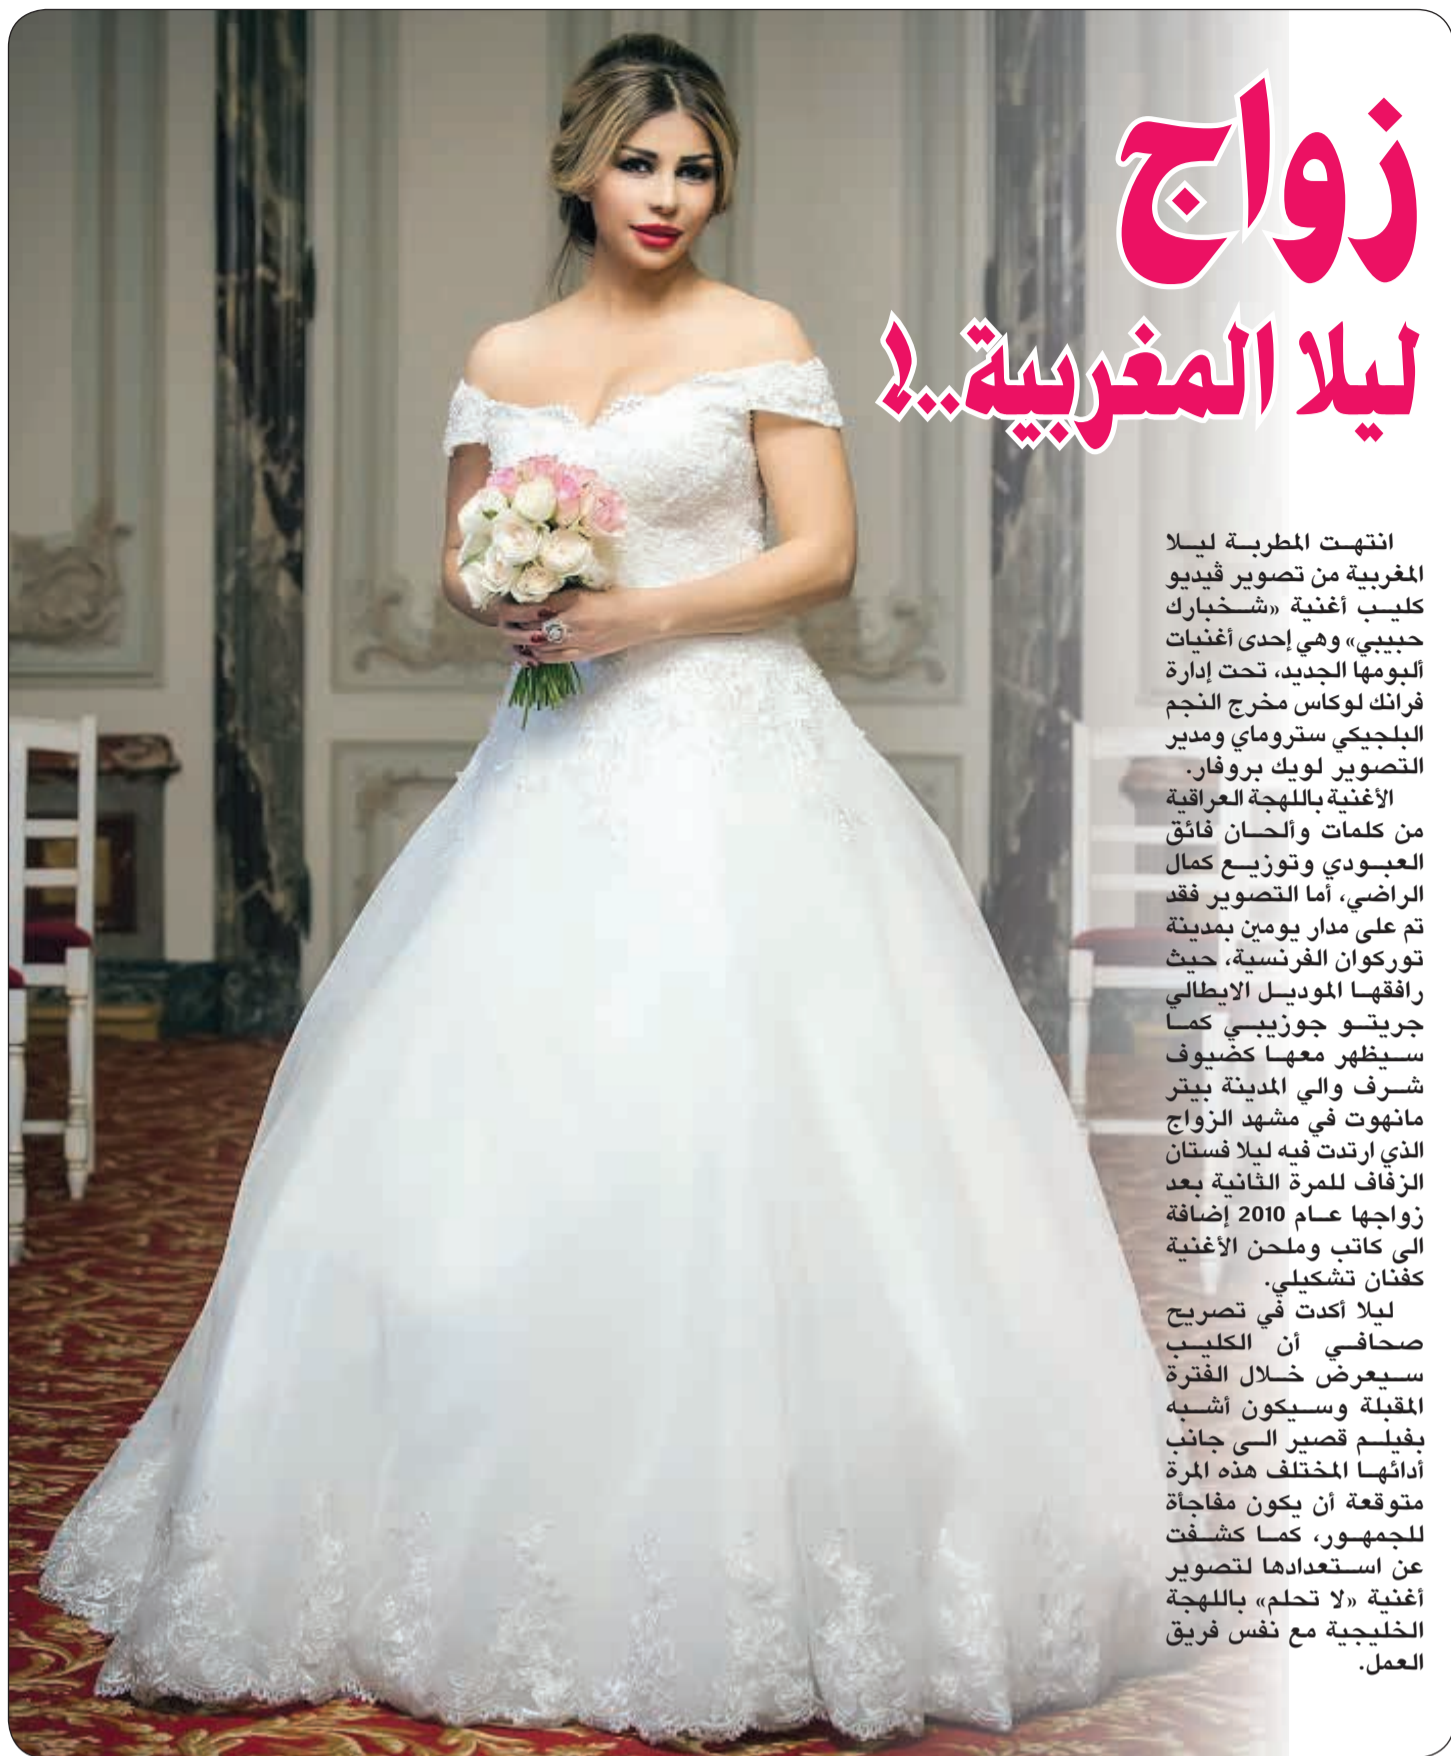 زواج
ليلا المغربية..!
انتهت المطربة ليلا
المغربية من تصوير ڤيديو
كليب أغنية «شخبارك
حبيبي» وهي إحدى أغنيات
ألبومها الجديد، تحت إدارة
فرانك لوكاس مخرج النجم
البلجيكي ستروماي ومدير
التصوير لويك بروفار.
الأغنية باللهجة العراقية
من كلمات وألحان فائق
العبودي وتوزيع كمال
الراضي، أما التصوير فقد
تم على مدار يومين بمدينة
توركوان الفرنسية، حيث
رافقها الموديل الايطالي
جريتو جوزيبي كما
سيظهر معها كضيوف
شرف والي المدينة بيتر
مانهوت في مشهد الزواج
الذي ارتدت فيه ليلا فستان
الزفاف للمرة الثانية بعد
زواجها عام 2010 إضافة
الى كاتب وملحن الأغنية
كفنان تشكيلي.
ليلا أكدت في تصريح
صحافي أن الكليب
سيعرض خلال الفترة
المقبلة وسيكون أشبه
بفيلم قصير الى جانب
أدائها المختلف هذه المرة
متوقعة أن يكون مفاجأة
للجمهور، كما كشفت
عن استعدادها لتصوير
أغنية «لا تحلم» باللهجة
الخليجية مع نفس فريق
العمل.